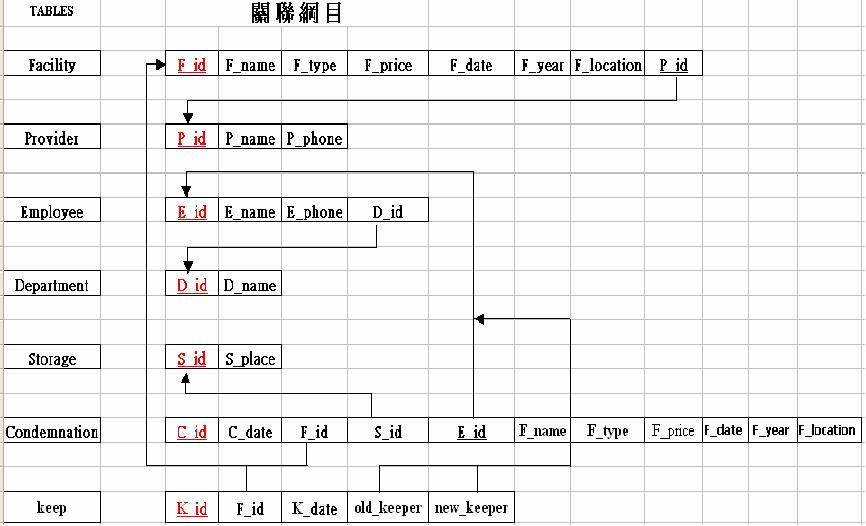 TABLES 關聯綱目
Facility F_id F_name F_type F_price F_date F_year F_location P_id
Provider P_id P_name P_phone
Employee E_id E_name E_phone D_id
Department D_id D_name
Storage S_id S_place
Condemnation C_id C_date F_id S_id E_id F_name F_type F_price F_date F_year F_location
keep K_id F_id K_date old_keeper new_keeper